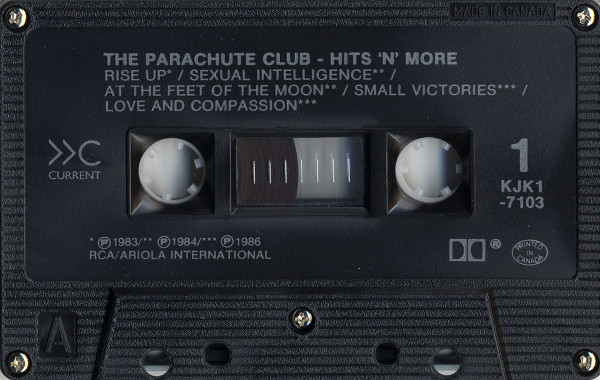 MADE IN CANADA
THE PARACHUTE CLUB - HITS 'N' MORE
RISE UP* / SEXUAL INTELLIGENCE** /
AT THE FEET OF THE MOON** / SMALL VICTORIES*** /
LOVE AND COMPASSION***
>>C
CURRENT
1
KJK1
-7103
* ℗1983/** ℗1984/*** ℗1986
RCA/ARIOLA INTERNATIONAL
®
PRINTED
IN
CANADA
A